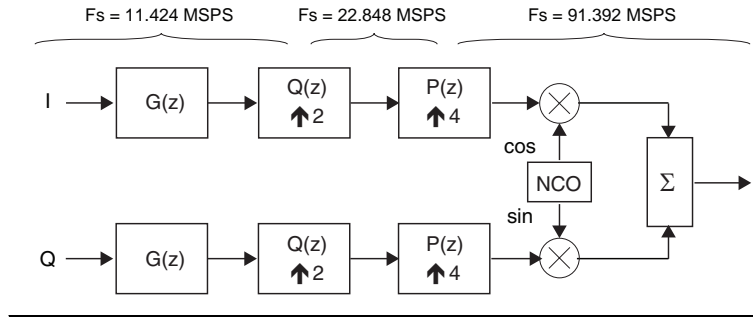 Fs = 11.424 MSPS Fs = 22.848 MSPS Fs = 91.392 MSPS
I G(z) Q(z) ↑2 P(z) ↑4
cos
NCO Σ
sin
Q G(z) Q(z) ↑2 P(z) ↑4